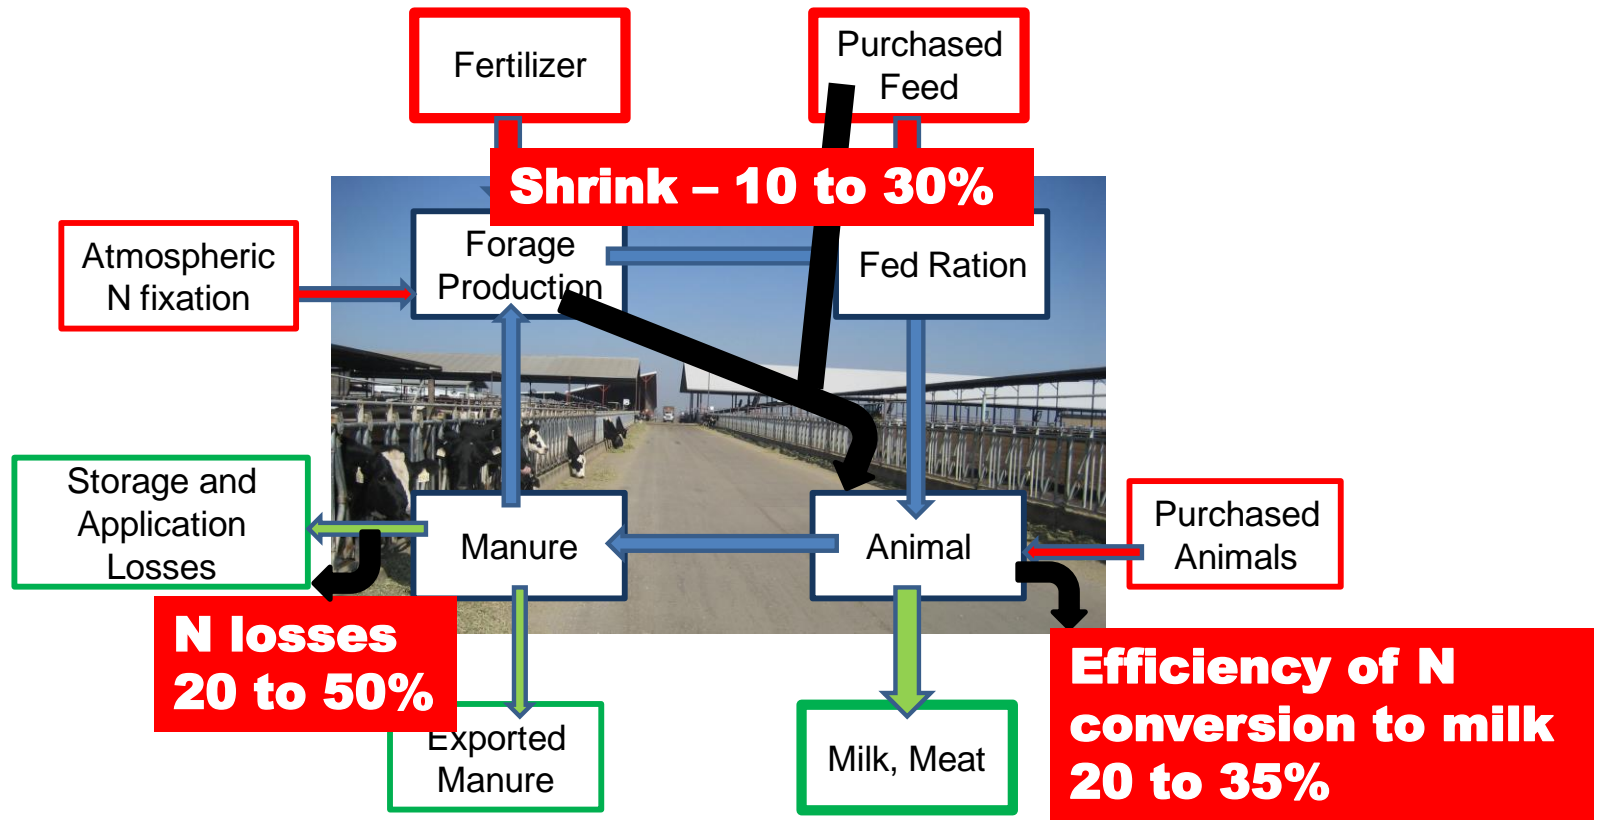 Fertilizer
Purchased
Feed
Shrink – 10 to 30%
Atmospheric
N fixation
Forage
Production
Fed Ration
Storage and
Application
Losses
Manure
Animal
Purchased
Animals
N losses
20 to 50%
Exported
Manure
Milk, Meat
Efficiency of N
conversion to milk
20 to 35%